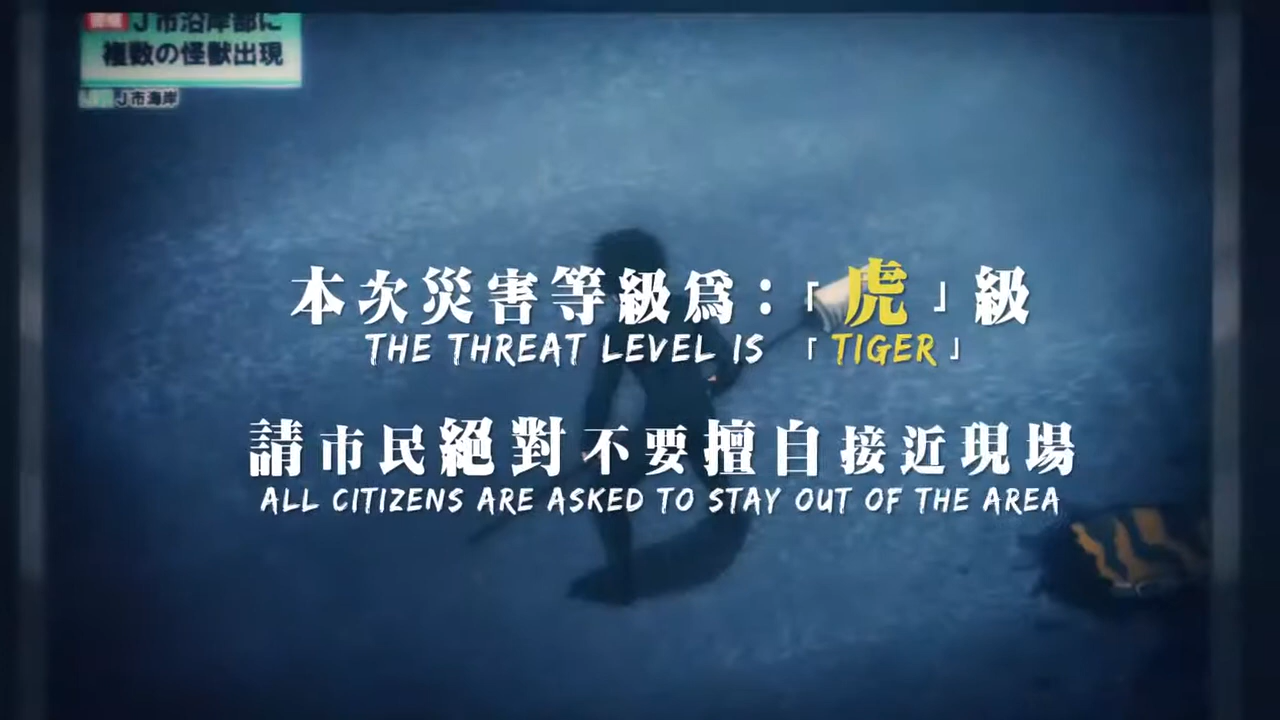 警報 J市沿岸部に
複数の怪獣出現
J市海岸
本次災害等級爲：「虎」級
THE THREAT LEVEL IS 「TIGER」
請市民絕對不要擅自接近現場
ALL CITIZENS ARE ASKED TO STAY OUT OF THE AREA